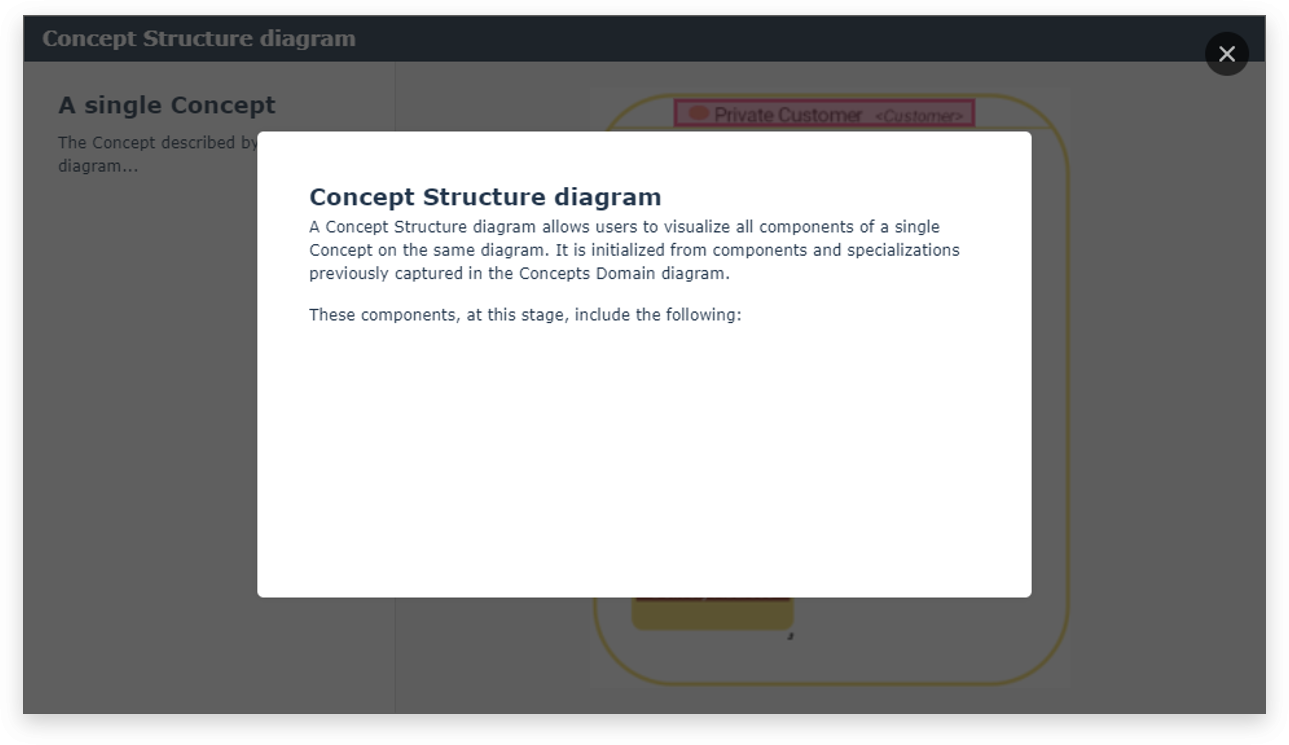 Concept Structure diagram
A single Concept
The Concept described by
diagram...
Private Customer <Customer>
Concept Structure diagram
A Concept Structure diagram allows users to visualize all components of a single
Concept on the same diagram. It is initialized from components and specializations
previously captured in the Concepts Domain diagram.
These components, at this stage, include the following: